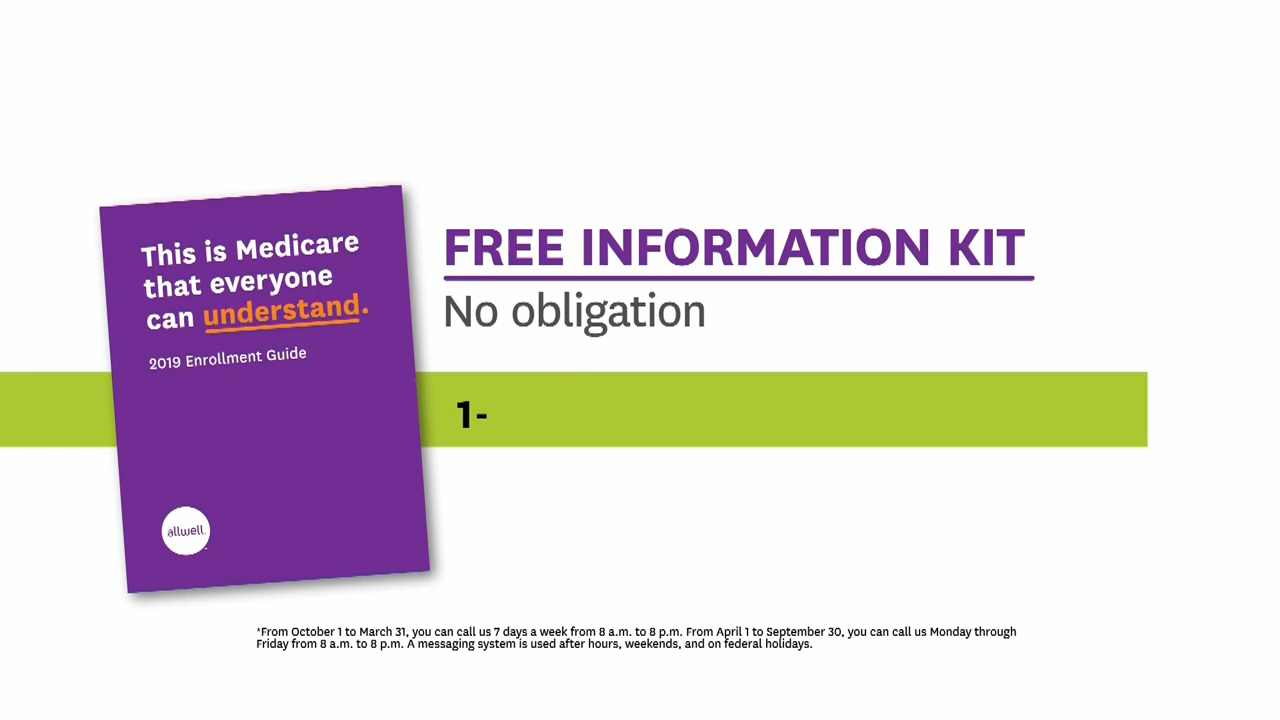 This is Medicare
that everyone
can understand.
2019 Enrollment Guide
allwell.
FREE INFORMATION KIT
No obligation
1-
*From October 1 to March 31, you can call us 7 days a week from 8 a.m. to 8 p.m. From April 1 to September 30, you can call us Monday through
Friday from 8 a.m. to 8 p.m. A messaging system is used after hours, weekends, and on federal holidays.